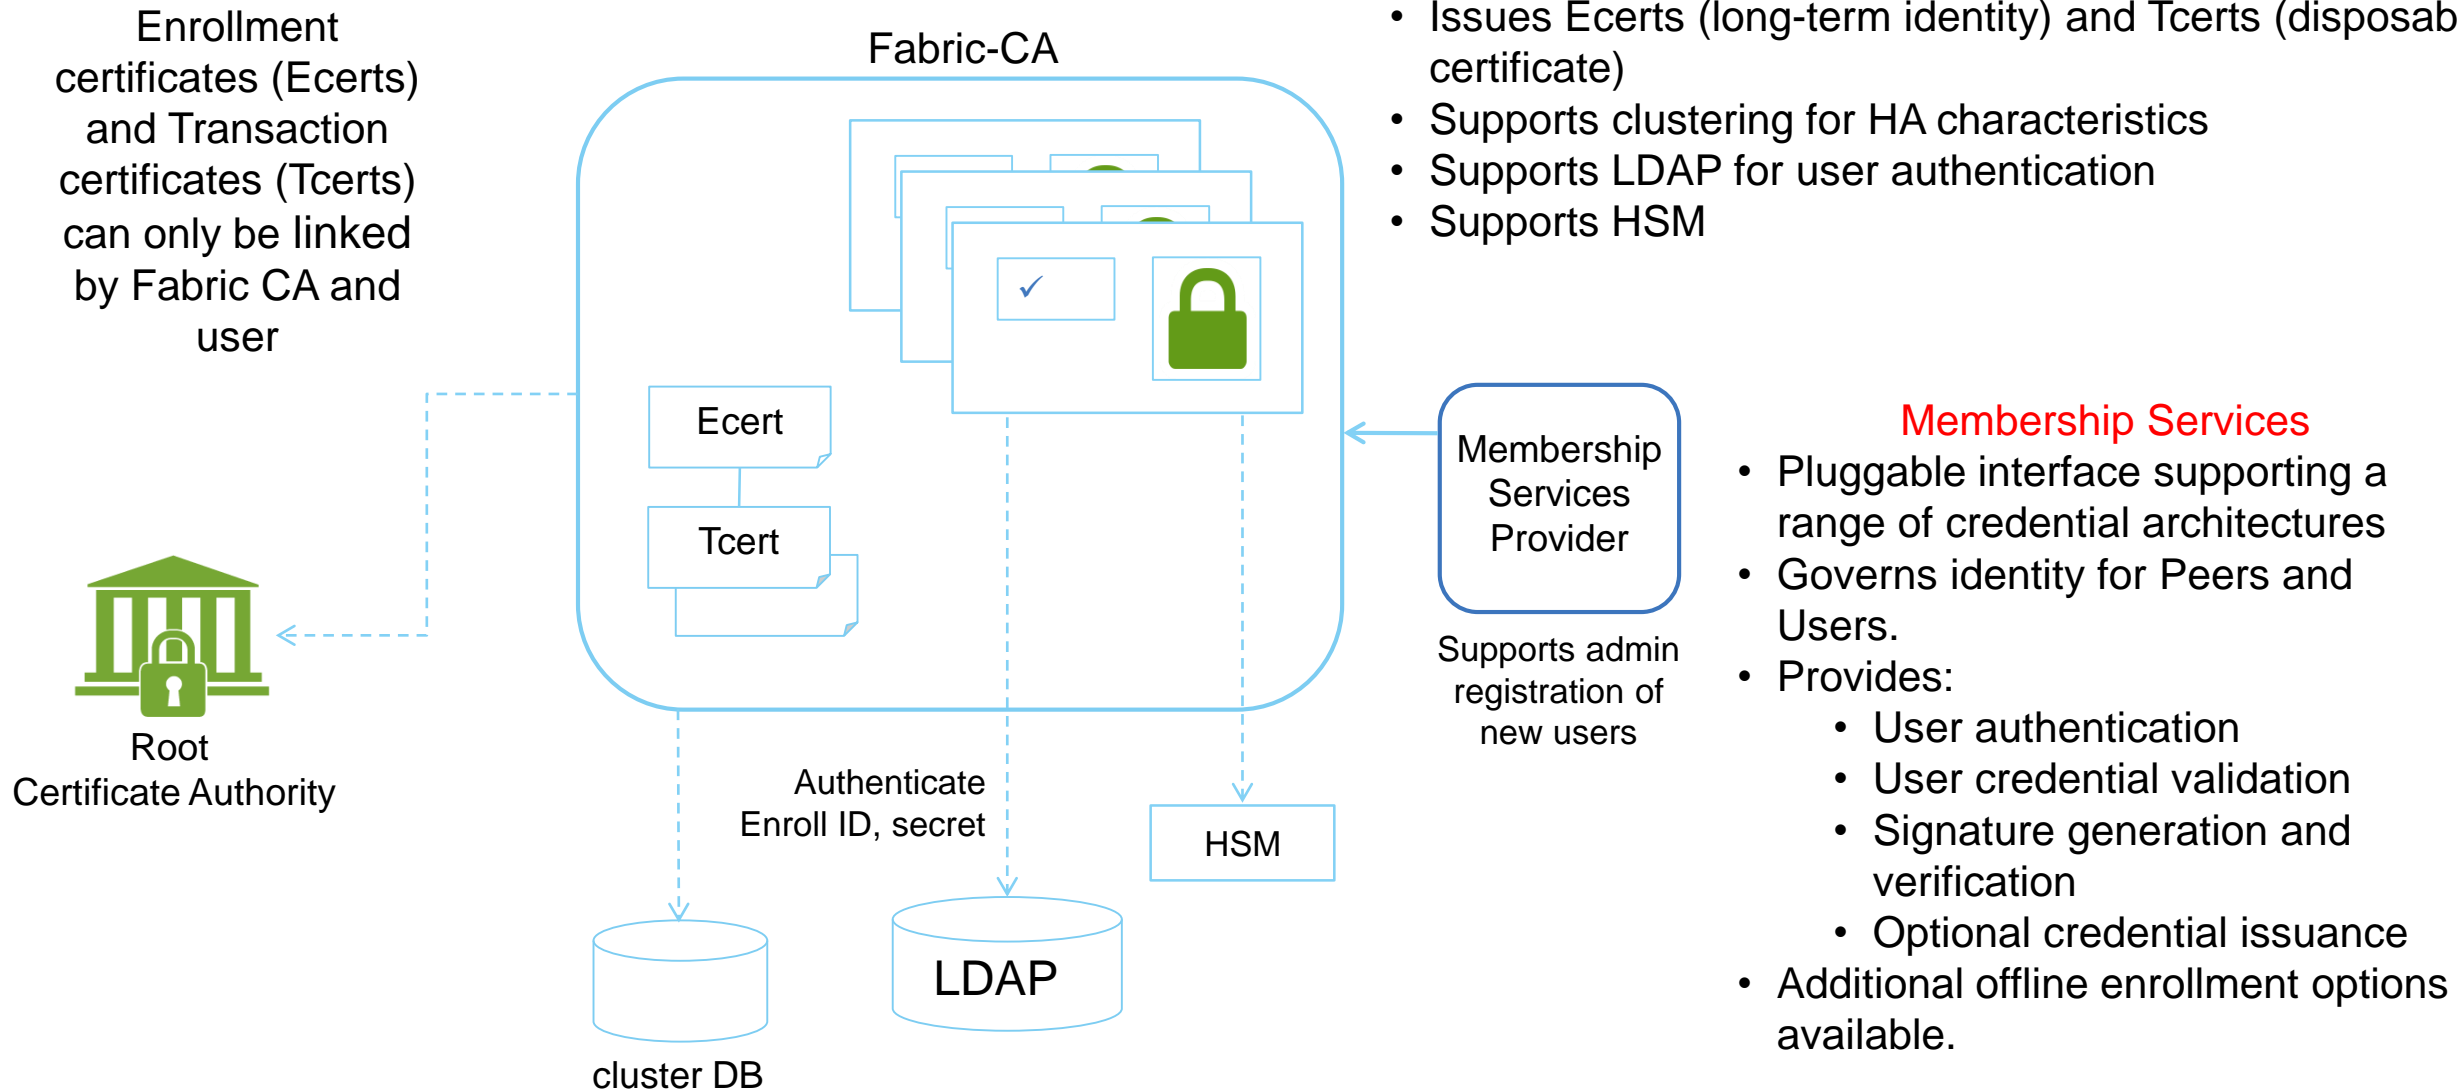 Enrollment
certificates (Ecerts)
and Transaction
certificates (Tcerts)
can only be linked
by Fabric CA and
user
Fabric-CA
• Issues Ecerts (long-term identity) and Tcerts (disposab
certificate)
• Supports clustering for HA characteristics
• Supports LDAP for user authentication
• Supports HSM
Ecert
Tcert
Membership
Services
Provider
Supports admin
registration of
new users
Membership Services
• Pluggable interface supporting a
range of credential architectures
• Governs identity for Peers and
Users.
• Provides:
• User authentication
• User credential validation
• Signature generation and
verification
• Optional credential issuance
• Additional offline enrollment options
available.
Root
Certificate Authority
Authenticate
Enroll ID, secret
HSM
LDAP
cluster DB